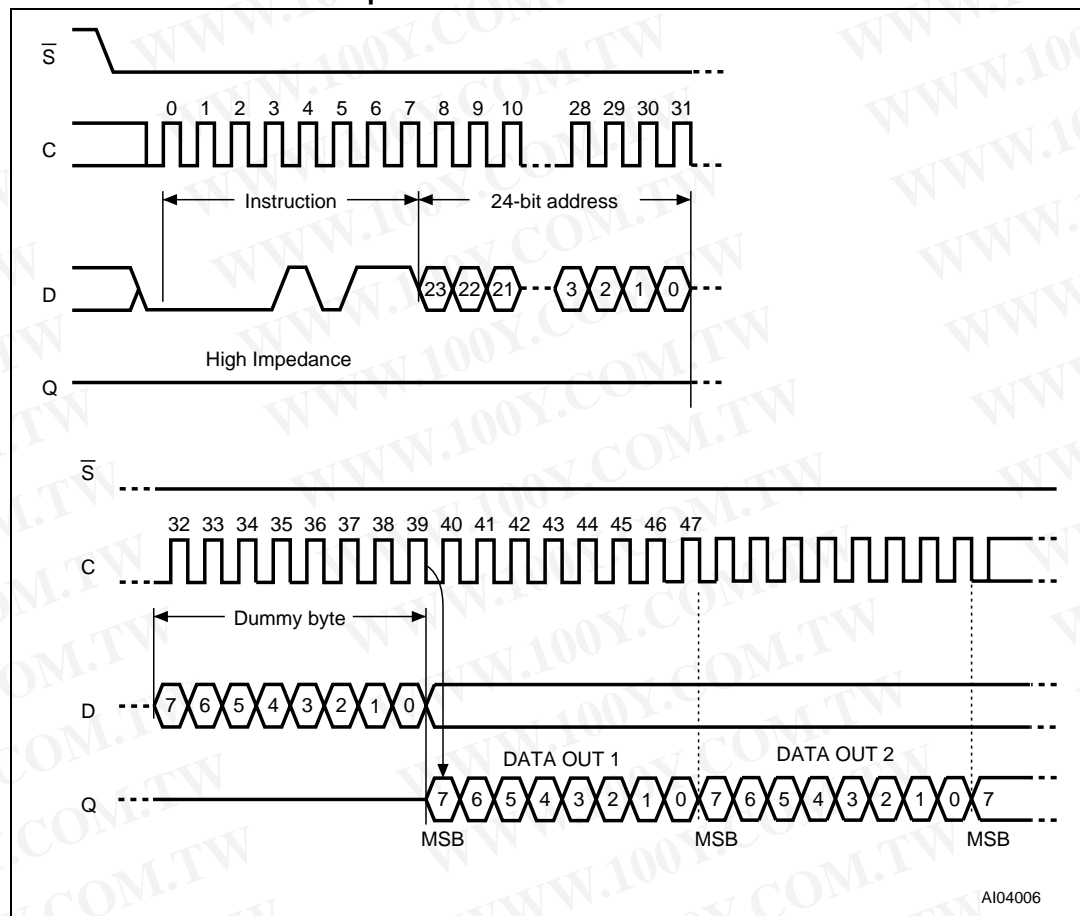 S
0 1 2 3 4 5 6 7 8 9 10 28 29 30 31
C
Instruction 24-bit address
D 23 22 21 3 2 1 0
High Impedance
Q
S
32 33 34 35 36 37 38 39 40 41 42 43 44 45 46 47
C
Dummy byte
D 7 6 5 4 3 2 1 0
DATA OUT 1 DATA OUT 2
Q 7 6 5 4 3 2 1 0 7 6 5 4 3 2 1 0 7
MSB MSB MSB
AI04006
WWW.100Y.COM.TW